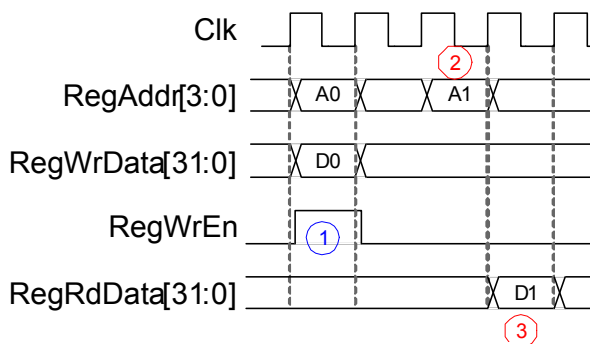 Clk
2
RegAddr[3:0] A0 A1
RegWrData[31:0] D0
RegWrEn 1
RegRdData[31:0] D1
3